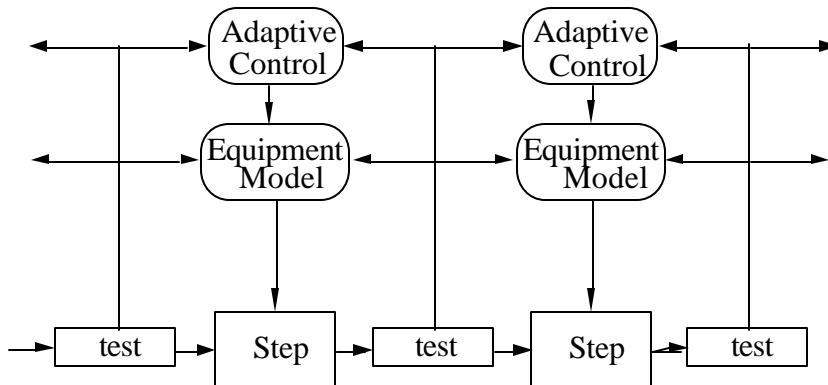 Adaptive
Control
Adaptive
Control
Equipment
Model
Equipment
Model
test
Step
test
Step
test